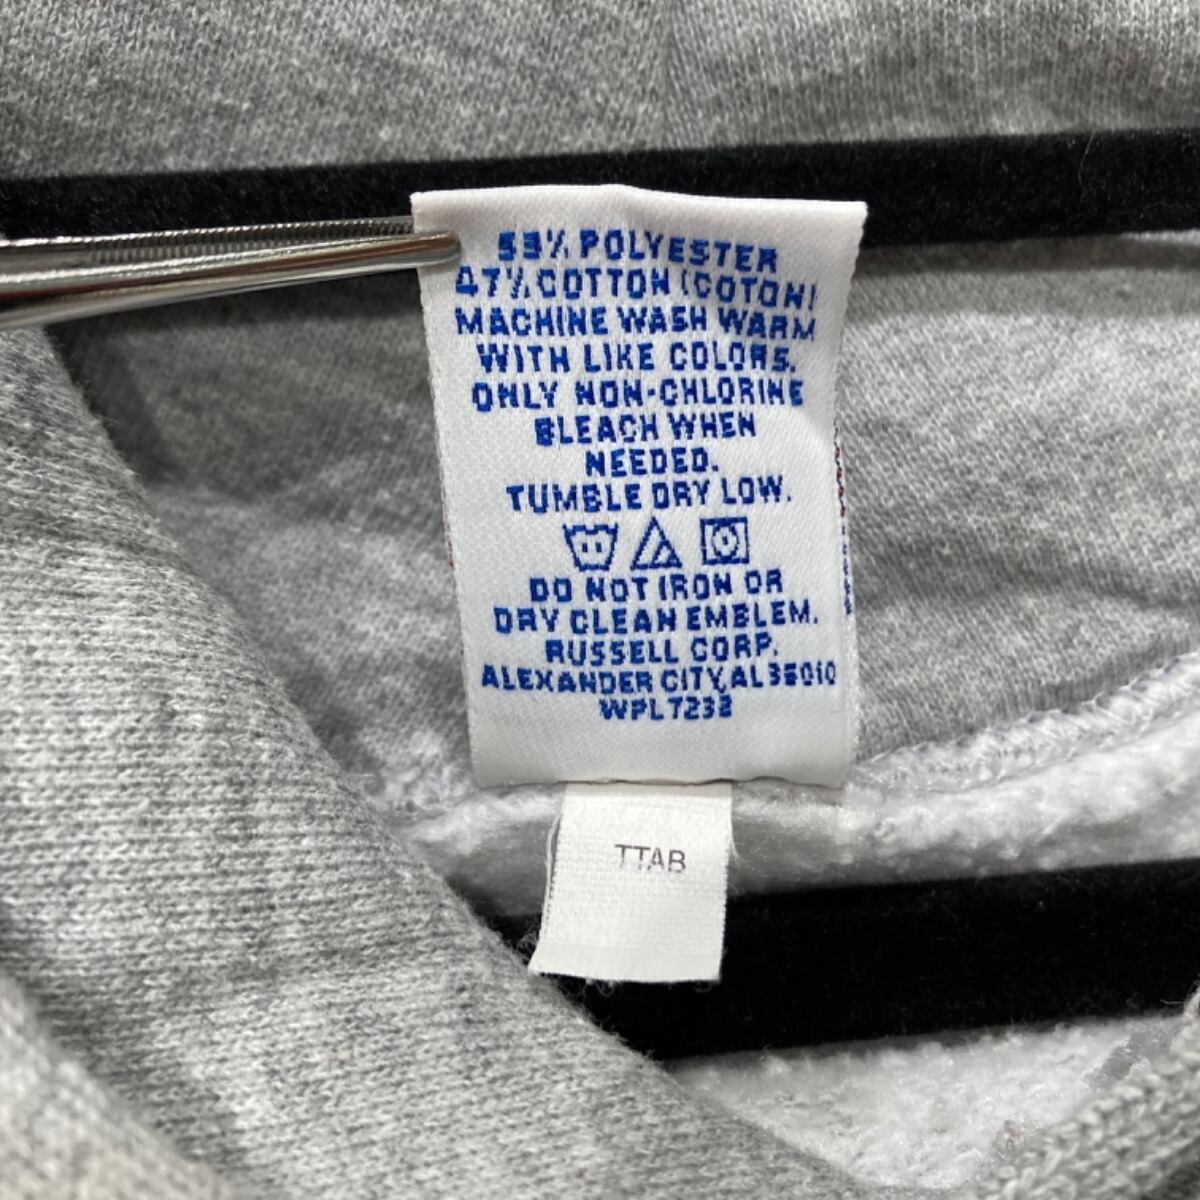 53% POLYESTER
47% COTTON (COTON)
MACHINE WASH WARM
WITH LIKE COLORS.
ONLY NON-CHLORINE
BLEACH WHEN
NEEDED.
TUMBLE DRY LOW.
DO NOT IRON OR
DRY CLEAN EMBLEM.
RUSSELL CORP.
ALEXANDER CITY, AL 35010
WPL 7233
TTAB